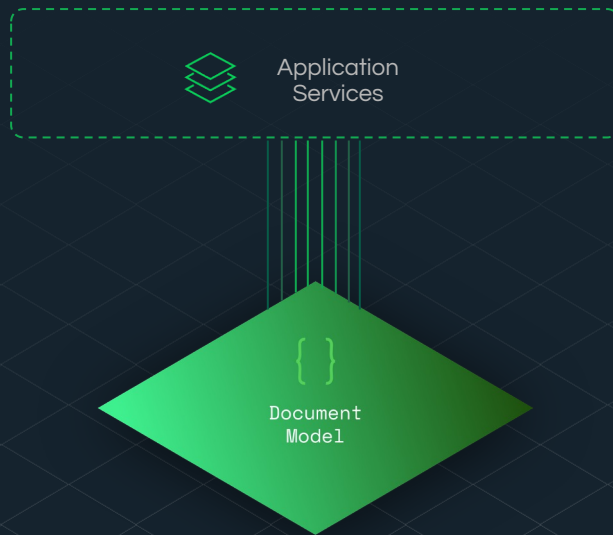 Application
Services
{ }
Document
Model